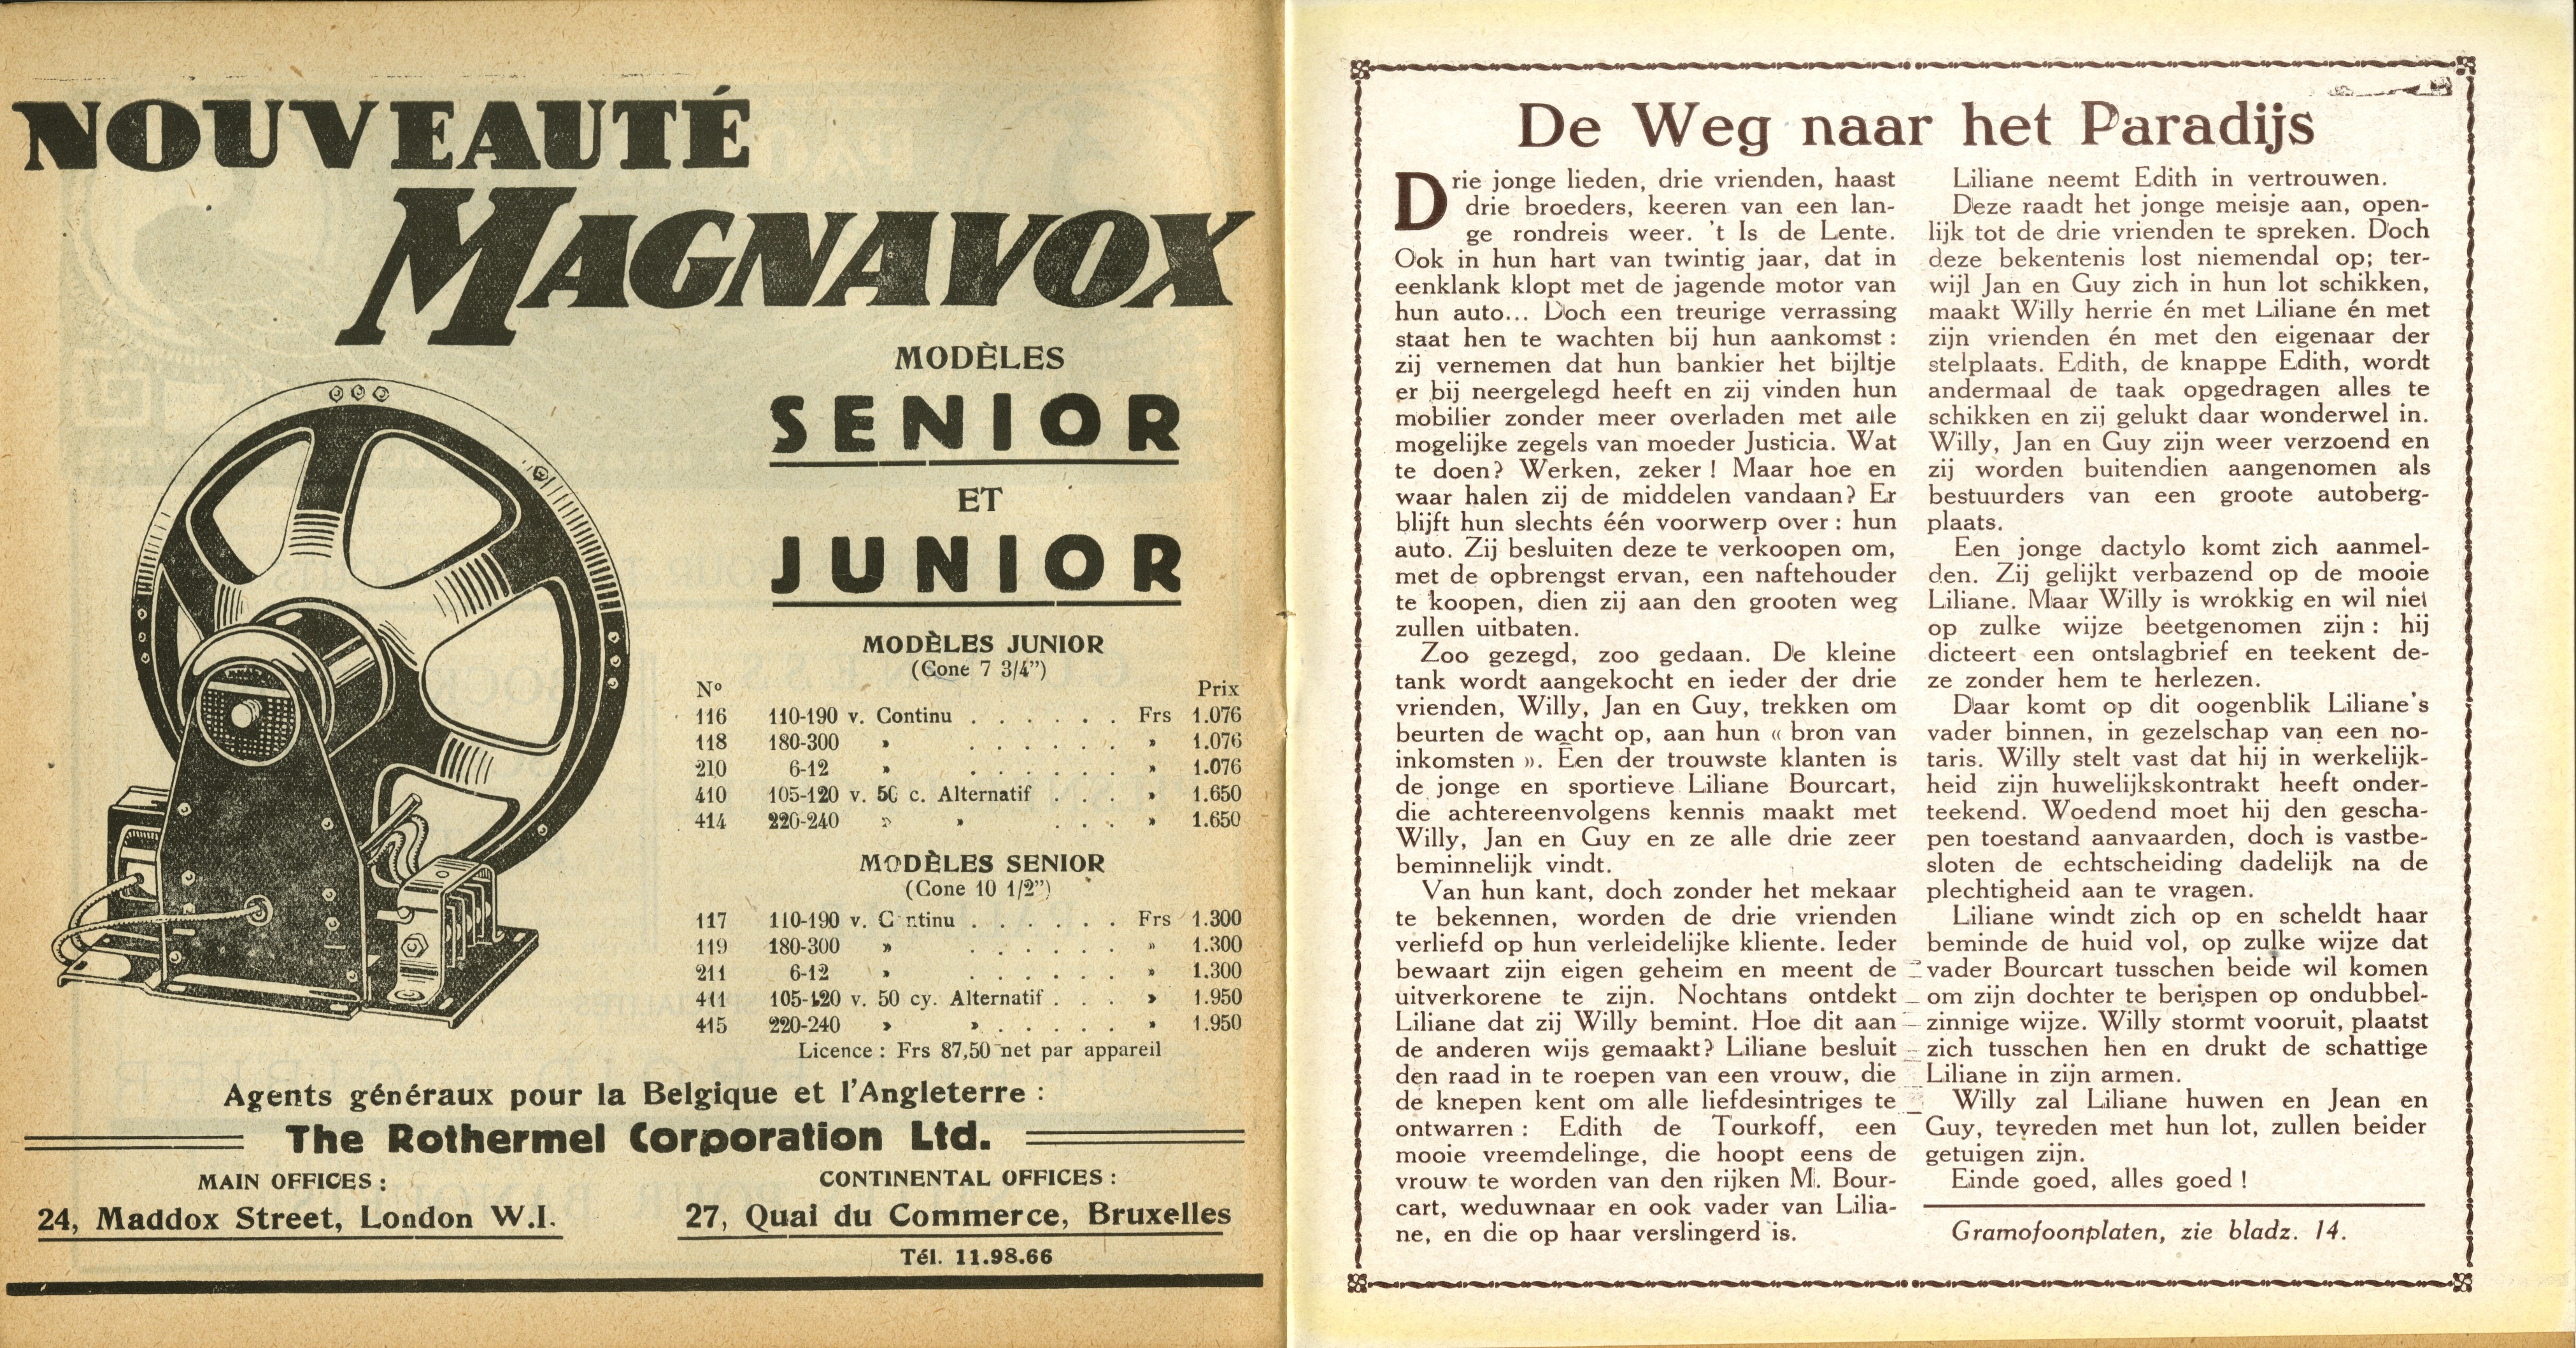 NOUVEAUTÉ
MAGNAVOX
MODÈLES
SENIOR
ET
JUNIOR
MODÈLES JUNIOR
(Cone 7 3/4")
No Prix
116 110-190 v. Continu . . . . . . Frs 1.076
118 180-300 » . . . . . . » 1.076
210 6-12 » . . . . . . » 1.076
410 105-120 v. 50 c. Alternatif . . . » 1.650
414 220-240 » » . . . » 1.650
MODÈLES SENIOR
(Cone 10 1/2")
117 110-190 v. C ntinu . . . . . . Frs 1.300
119 180-300 » . . . . . . » 1.300
211 6-12 » . . . . . . » 1.300
411 105-120 v. 50 cy. Alternatif . . . » 1.950
415 220-240 » » . . . . . » 1.950
Licence : Frs 87,50 net par appareil
Agents généraux pour la Belgique et l'Angleterre :
The Rothermel Corporation Ltd.
MAIN OFFICES :
24, Maddox Street, London W.I.
CONTINENTAL OFFICES :
27, Quai du Commerce, Bruxelles
Tél. 11.98.66
De Weg naar het Paradijs
Drie jonge lieden, drie vrienden, haast
drie broeders, keeren van een lan-
ge rondreis weer. 't Is de Lente.
Ook in hun hart van twintig jaar, dat in
eenklank klopt met de jagende motor van
hun auto... Doch een treurige verrassing
staat hen te wachten bij hun aankomst :
zij vernemen dat hun bankier het bijltje
er bij neergelegd heeft en zij vinden hun
mobilier zonder meer overladen met alle
mogelijke zegels van moeder Justicia. Wat
te doen? Werken, zeker ! Maar hoe en
waar halen zij de middelen vandaan? Er
blijft hun slechts één voorwerp over : hun
auto. Zij besluiten deze te verkoopen om,
met de opbrengst ervan, een naftehouder
te koopen, dien zij aan den grooten weg
zullen uitbaten.
Zoo gezegd, zoo gedaan. De kleine
tank wordt aangekocht en ieder der drie
vrienden, Willy, Jan en Guy, trekken om
beurten de wacht op, aan hun « bron van
inkomsten ». Een der trouwste klanten is
de jonge en sportieve Liliane Bourcart,
die achtereenvolgens kennis maakt met
Willy, Jan en Guy en ze alle drie zeer
beminnelijk vindt.
Van hun kant, doch zonder het mekaar
te bekennen, worden de drie vrienden
verliefd op hun verleidelijke kliente. Ieder
bewaart zijn eigen geheim en meent de
uitverkorene te zijn. Nochtans ontdekt
Liliane dat zij Willy bemint. Hoe dit aan
de anderen wijs gemaakt? Liliane besluit
den raad in te roepen van een vrouw, die
de knepen kent om alle liefdesintriges te
ontwarren : Edith de Tourkoff, een
mooie vreemdelinge, die hoopt eens de
vrouw te worden van den rijken M. Bour-
cart, weduwnaar en ook vader van Lilia-
ne, en die op haar verslingerd is.
Liliane neemt Edith in vertrouwen.
Deze raadt het jonge meisje aan, open-
lijk tot de drie vrienden te spreken. Doch
deze bekentenis lost niemendal op; ter-
wijl Jan en Guy zich in hun lot schikken,
maakt Willy herrie én met Liliane én met
zijn vrienden én met den eigenaar der
stelplaats. Edith, de knappe Edith, wordt
andermaal de taak opgedragen alles te
schikken en zij gelukt daar wonderwel in.
Willy, Jan en Guy zijn weer verzoend en
zij worden buitendien aangenomen als
bestuurders van een groote autoberg-
plaats.
Een jonge dactylo komt zich aanmel-
den. Zij gelijkt verbazend op de mooie
Liliane. Maar Willy is wrokkig en wil niet
op zulke wijze beetgenomen zijn : hij
dicteert een ontslagbrief en teekent de-
ze zonder hem te herlezen.
Daar komt op dit oogenblik Liliane's
vader binnen, in gezelschap van een no-
taris. Willy stelt vast dat hij in werkelijk-
heid zijn huwelijkskontrakt heeft onder-
teekend. Woedend moet hij den gescha-
pen toestand aanvaarden, doch is vastbe-
sloten de echtscheiding dadelijk na de
plechtigheid aan te vragen.
Liliane windt zich op en scheldt haar
beminde de huid vol, op zulke wijze dat
vader Bourcart tusschen beide wil komen
om zijn dochter te berispen op ondubbel-
zinnige wijze. Willy stormt vooruit, plaatst
zich tusschen hen en drukt de schattige
Liliane in zijn armen.
Willy zal Liliane huwen en Jean en
Guy, tevreden met hun lot, zullen beider
getuigen zijn.
Einde goed, alles goed !
Gramofoonplaten, zie bladz. 14.